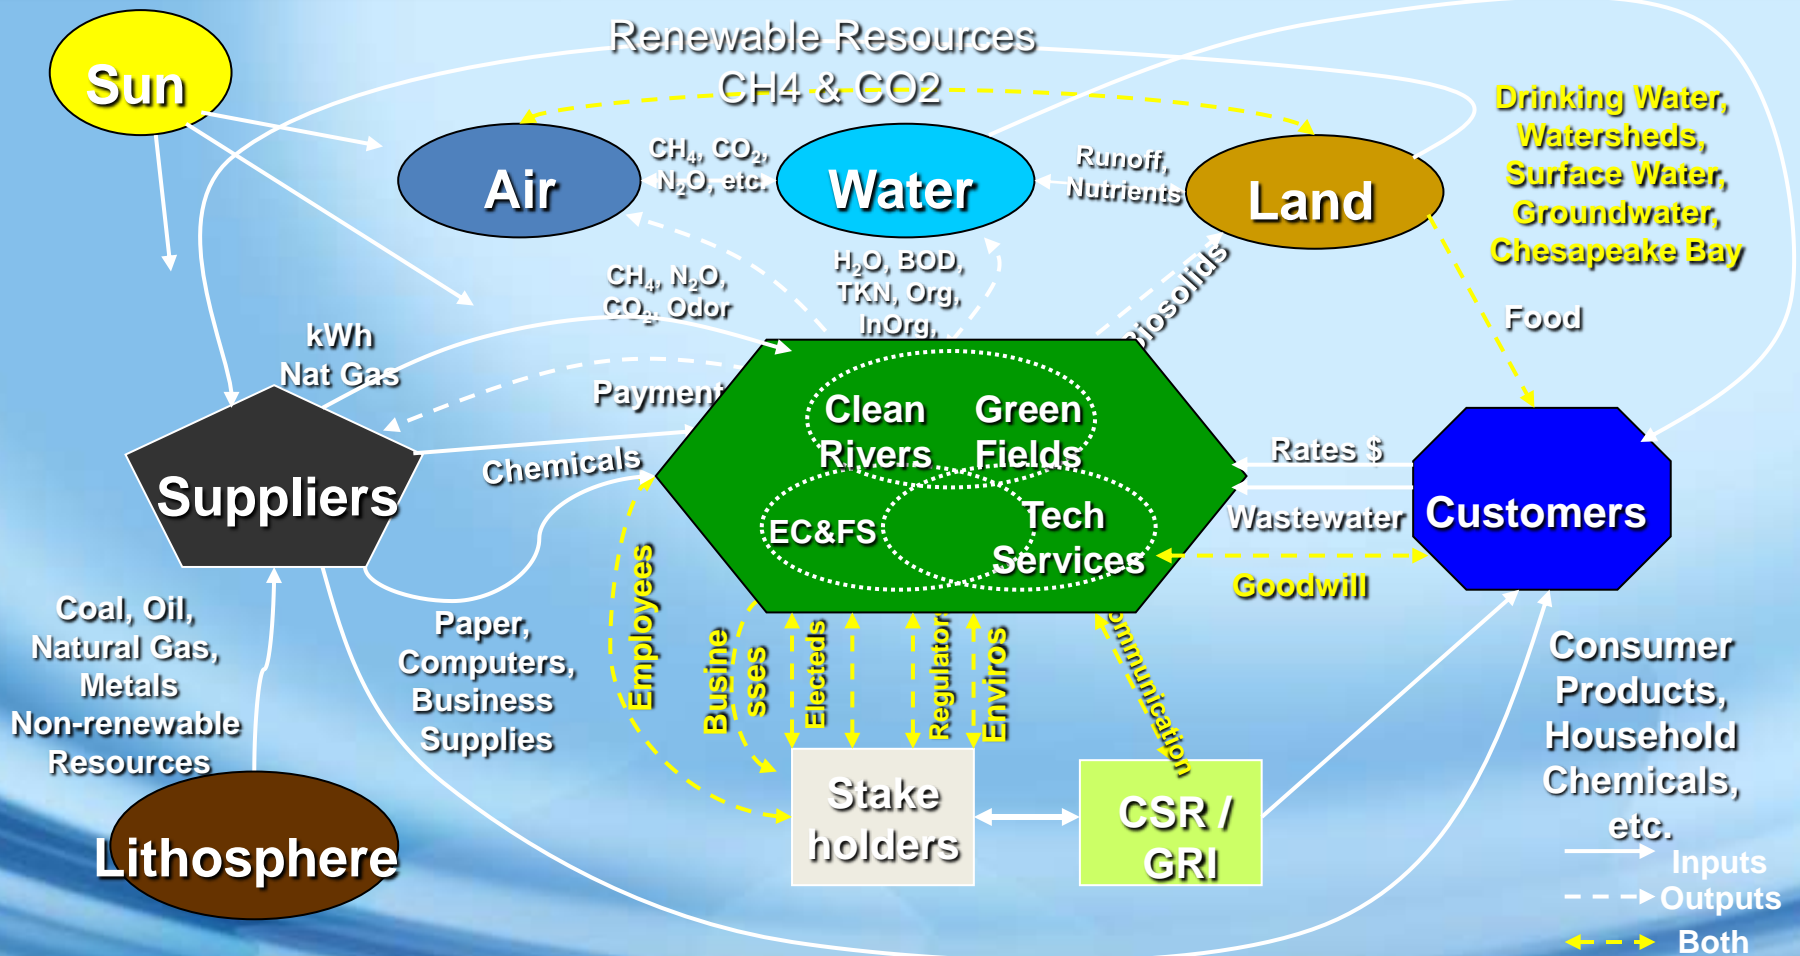 Renewable Resources
CH4 & CO2
Sun
Air
CH₄, CO₂,
N₂O, etc.
Water
Runoff,
Nutrients
Land
Drinking Water,
Watersheds,
Surface Water,
Groundwater,
Chesapeake Bay
CH₄, N₂O,
CO₂, Odor
H₂O, BOD,
TKN, Org,
InOrg,
Biosolids
Food
kWh
Nat Gas
Payment
Chemicals
Suppliers
Clean
Rivers
Green
Fields
EC&FS
Tech
Services
Rates $
Wastewater
Goodwill
Customers
Coal, Oil,
Natural Gas,
Metals
Non-renewable
Resources
Lithosphere
Paper,
Computers,
Business
Supplies
Employees
Busine
sses
Electeds
Regulator
Enviros
ommunication
Stake
holders
CSR /
GRI
Consumer
Products,
Household
Chemicals,
etc.
Inputs
Outputs
Both